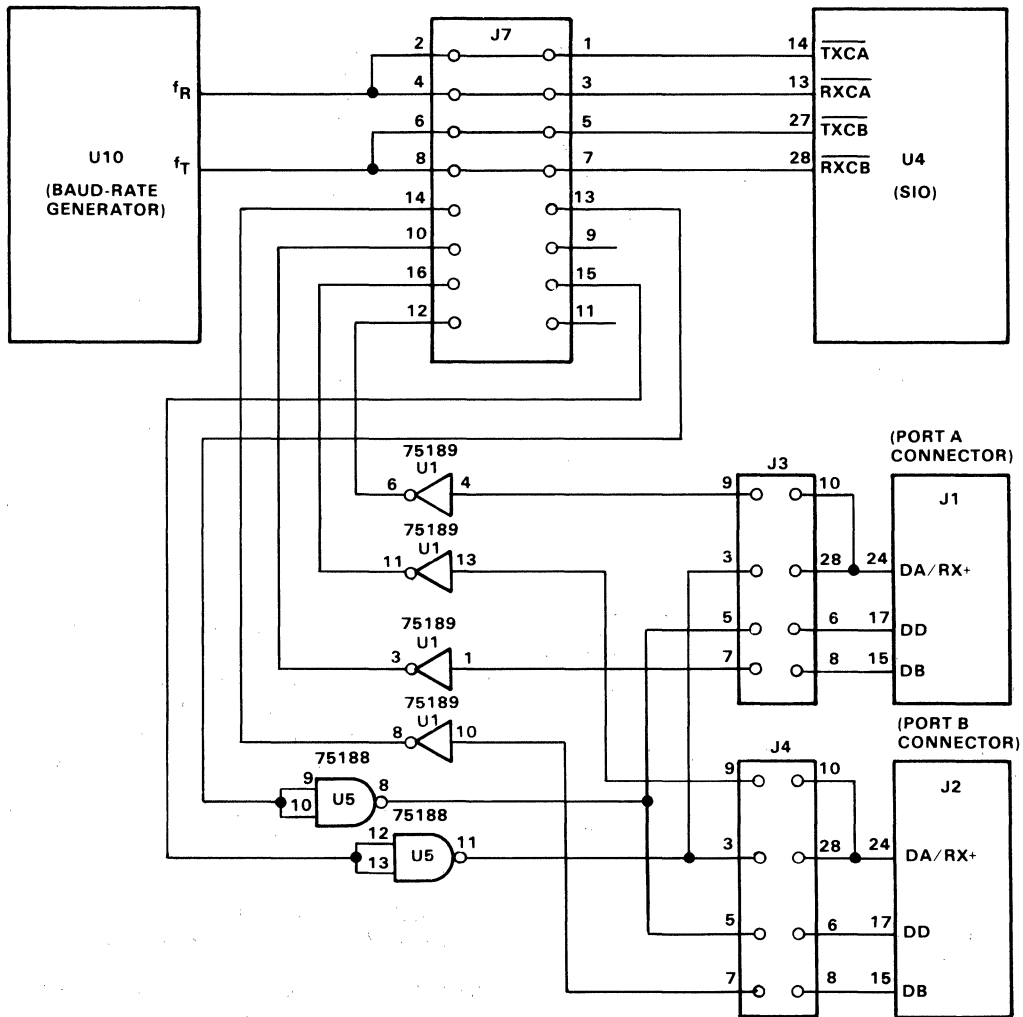 J7
2
1
14
TXCA
fR
4
3
13
RXCA
6
5
27
TXCB
U10
fT
8
7
28
RXCB
U4
(BAUD-RATE
GENERATOR)
(SIO)
14
13
10
9
16
15
12
11
(PORT A
CONNECTOR)
75189
U1
6
4
J3
9
10
J1
75189
U1
11
13
3
28
24
DA/RX+
75189
U1
3
1
5
6
17
DD
7
8
15
DB
75189
U1
8
10
(PORT B
CONNECTOR)
J4
75188
9
10
U5
8
9
10
J2
75188
12
13
U5
11
3
28
24
DA/RX+
5
6
17
DD
7
8
15
DB